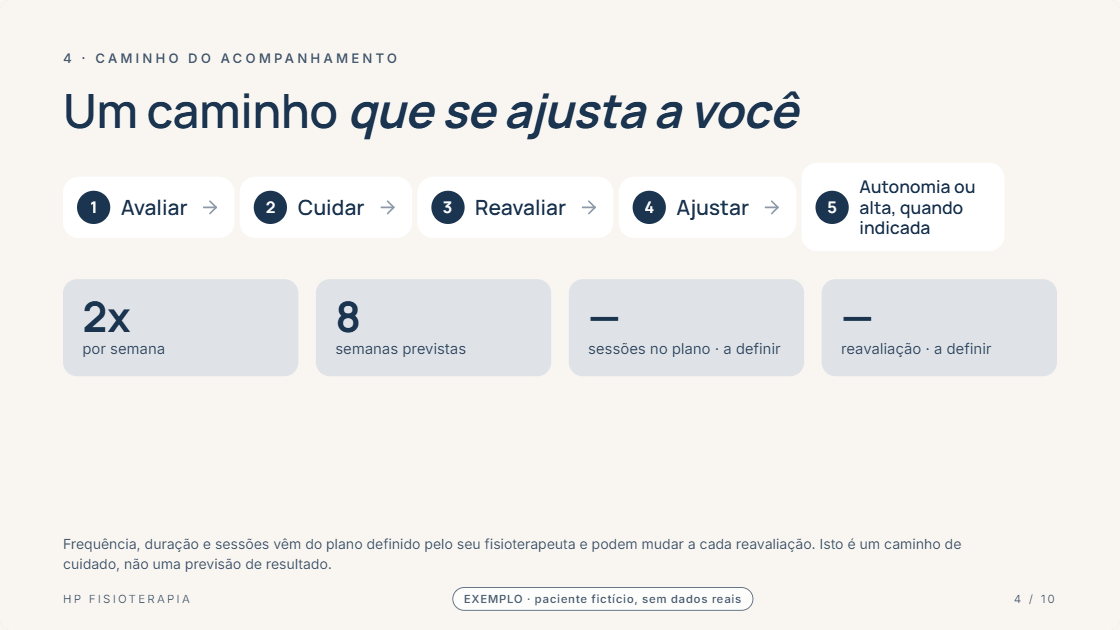 4 · CAMINHO DO ACOMPANHAMENTO
Um caminho que se ajusta a você
1 Avaliar →
2 Cuidar →
3 Reavaliar →
4 Ajustar →
5 Autonomia ou
alta, quando
indicada
2x
por semana
8
semanas previstas
—
sessões no plano · a definir
—
reavaliação · a definir
Frequência, duração e sessões vêm do plano definido pelo seu fisioterapeuta e podem mudar a cada reavaliação. Isto é um caminho de
cuidado, não uma previsão de resultado.
HP FISIOTERAPIA
EXEMPLO · paciente fictício, sem dados reais
4 / 10